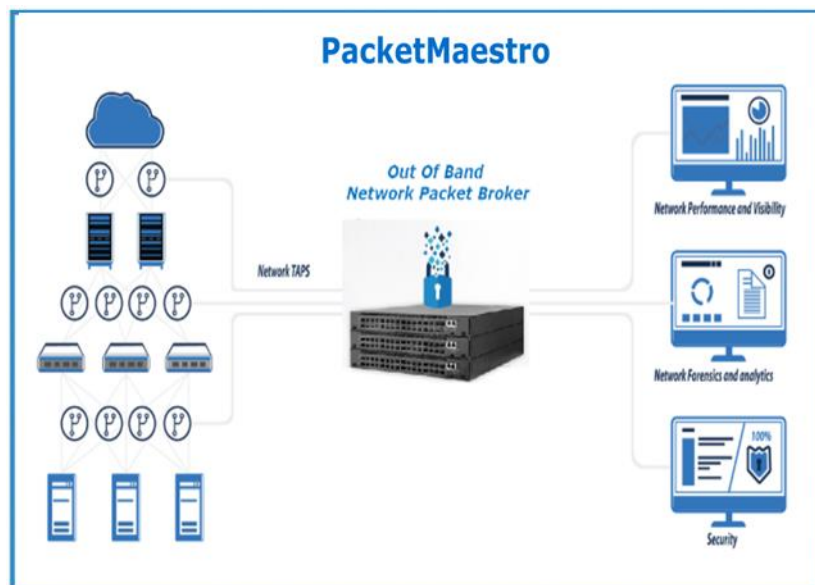 PacketMaestro
Out Of Band
Network Packet Broker
Network TAPS
Network Performance and Visibility
Network Forensics and analytics
100%
Security